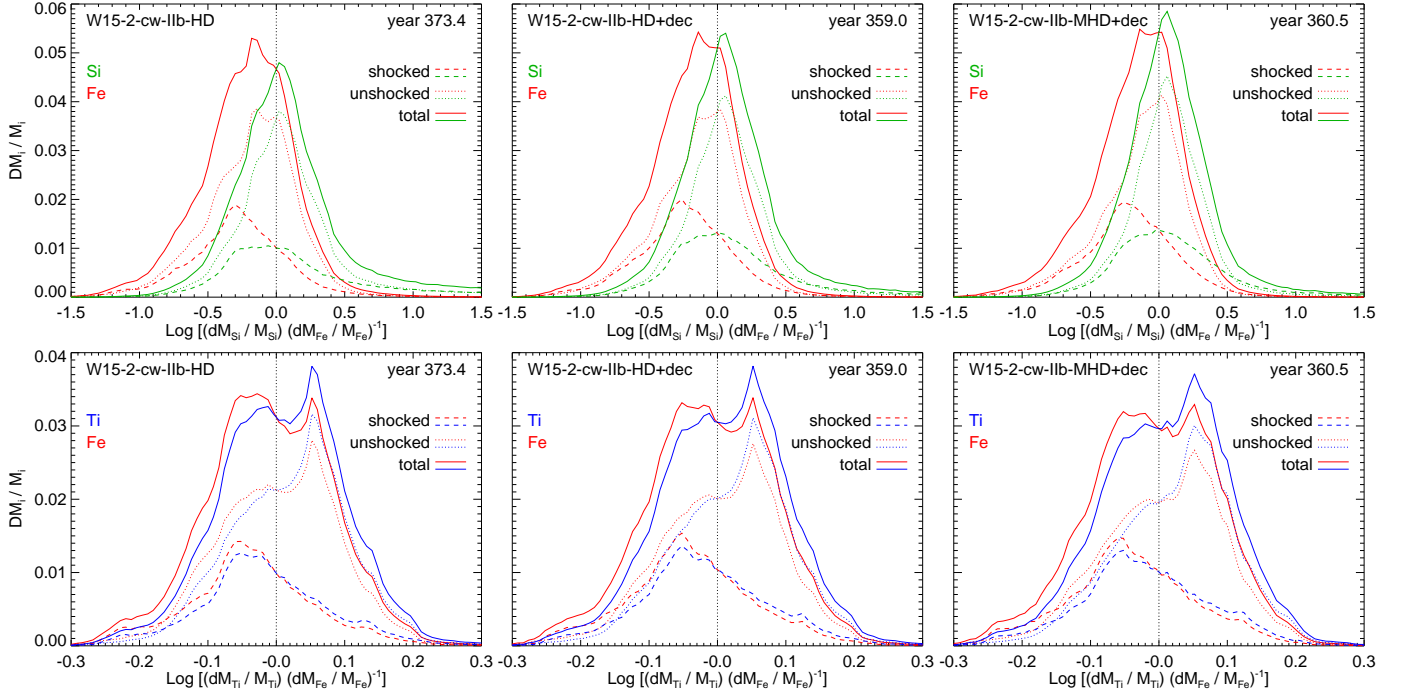 W15-2-cw-IIb-HD year 373.4
Si
Fe
shocked
unshocked
total
DM_i / M_i
0.06
0.05
0.04
0.03
0.02
0.01
0.00
-1.5 -1.0 -0.5 0.0 0.5 1.0 1.5
Log [(dM_Si / M_Si) (dM_Fe / M_Fe)^-1]
W15-2-cw-IIb-HD+dec year 359.0
Si
Fe
shocked
unshocked
total
-1.5 -1.0 -0.5 0.0 0.5 1.0 1.5
Log [(dM_Si / M_Si) (dM_Fe / M_Fe)^-1]
W15-2-cw-IIb-MHD+dec year 360.5
Si
Fe
shocked
unshocked
total
-1.5 -1.0 -0.5 0.0 0.5 1.0 1.5
Log [(dM_Si / M_Si) (dM_Fe / M_Fe)^-1]
W15-2-cw-IIb-HD year 373.4
Ti
Fe
shocked
unshocked
total
DM_i / M_i
0.04
0.03
0.02
0.01
0.00
-0.3 -0.2 -0.1 -0.0 0.1 0.2 0.3
Log [(dM_Ti / M_Ti) (dM_Fe / M_Fe)^-1]
W15-2-cw-IIb-HD+dec year 359.0
Ti
Fe
shocked
unshocked
total
-0.3 -0.2 -0.1 -0.0 0.1 0.2 0.3
Log [(dM_Ti / M_Ti) (dM_Fe / M_Fe)^-1]
W15-2-cw-IIb-MHD+dec year 360.5
Ti
Fe
shocked
unshocked
total
-0.3 -0.2 -0.1 -0.0 0.1 0.2 0.3
Log [(dM_Ti / M_Ti) (dM_Fe / M_Fe)^-1]